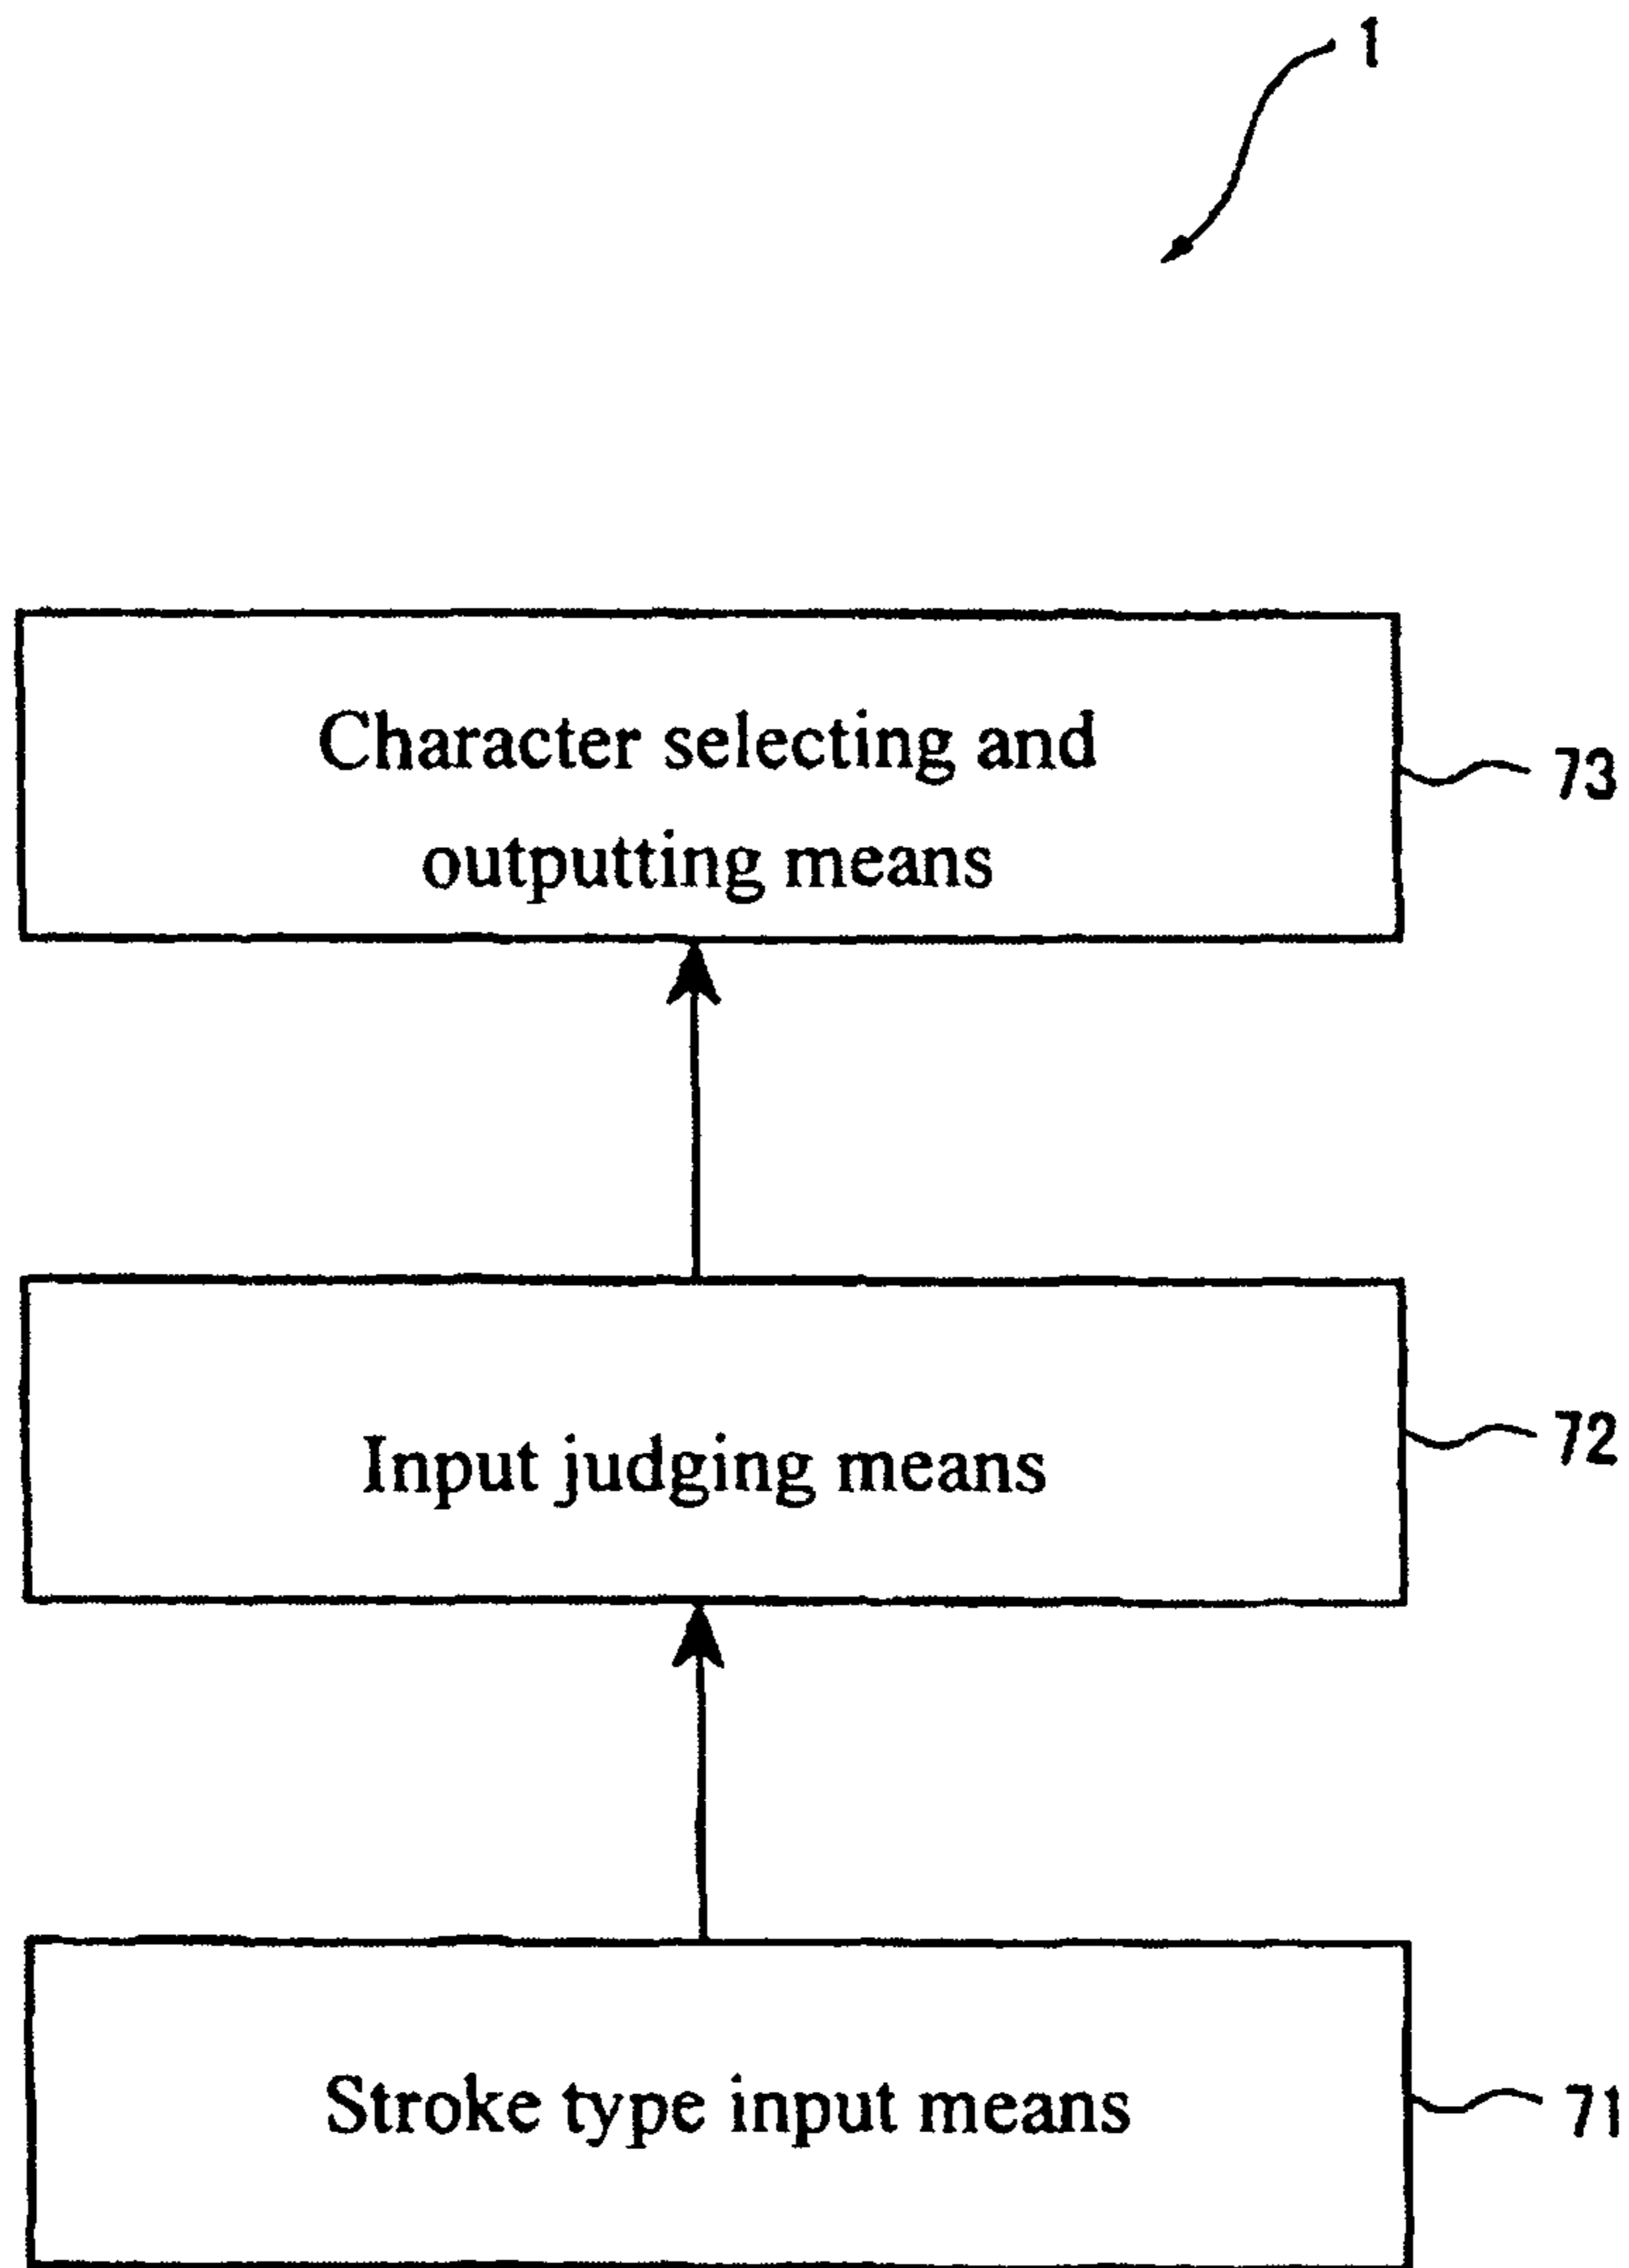 1
Character selecting and
outputting means
73
Input judging means
72
Stroke type input means
71